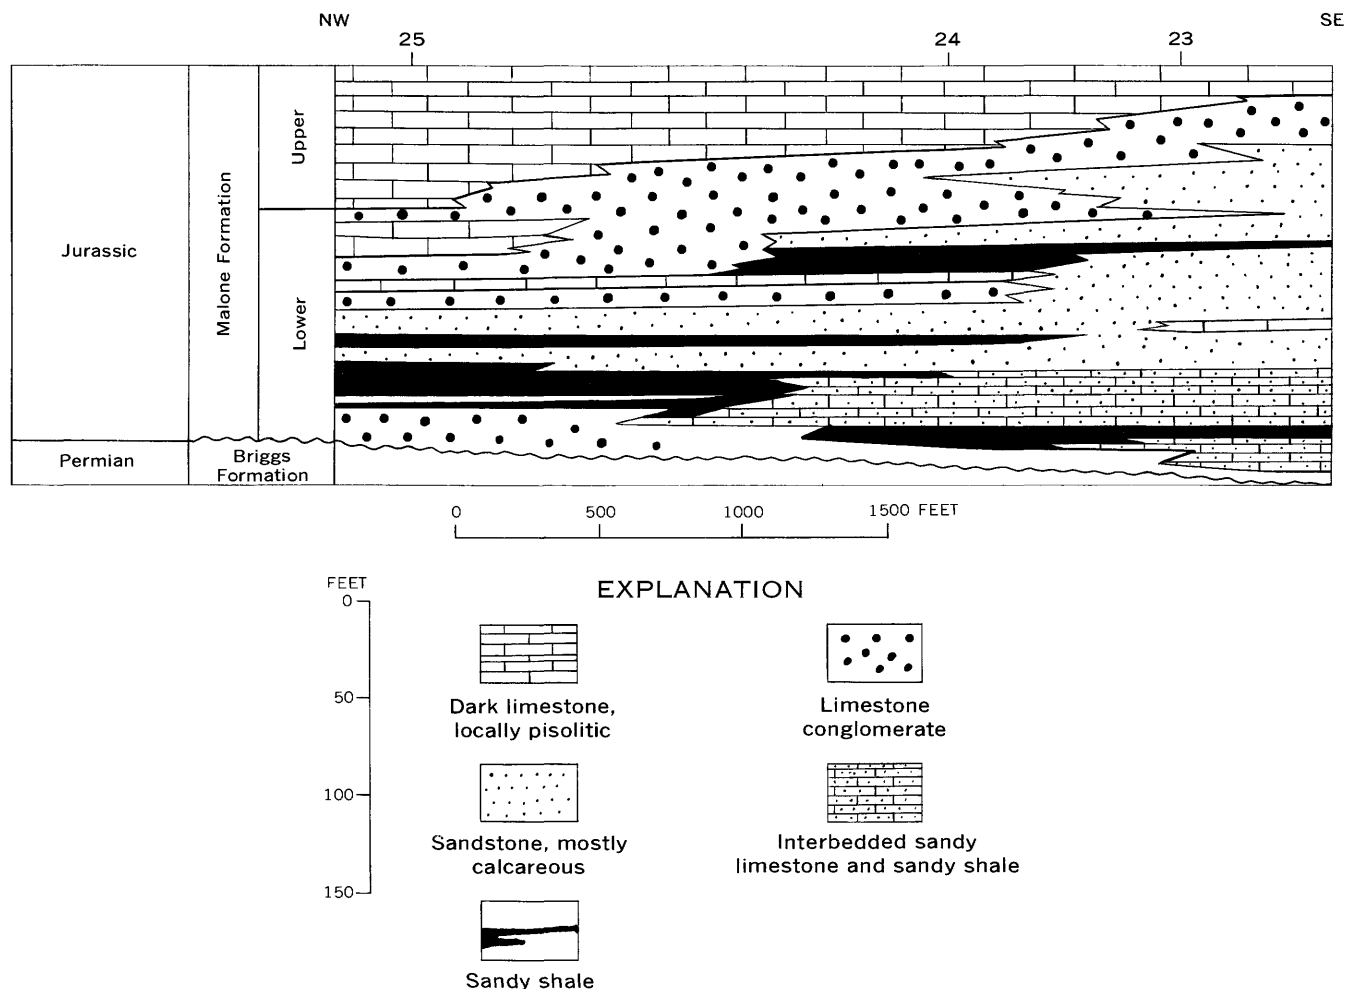 NW
SE
25
24
23
Jurassic
Malone Formation
Upper
Lower
Permian
Briggs
Formation
0 500 1000 1500 FEET
FEET
0
50
100
150
EXPLANATION
Dark limestone,
locally pisolitic
Limestone
conglomerate
Sandstone, mostly
calcareous
Interbedded sandy
limestone and sandy shale
Sandy shale